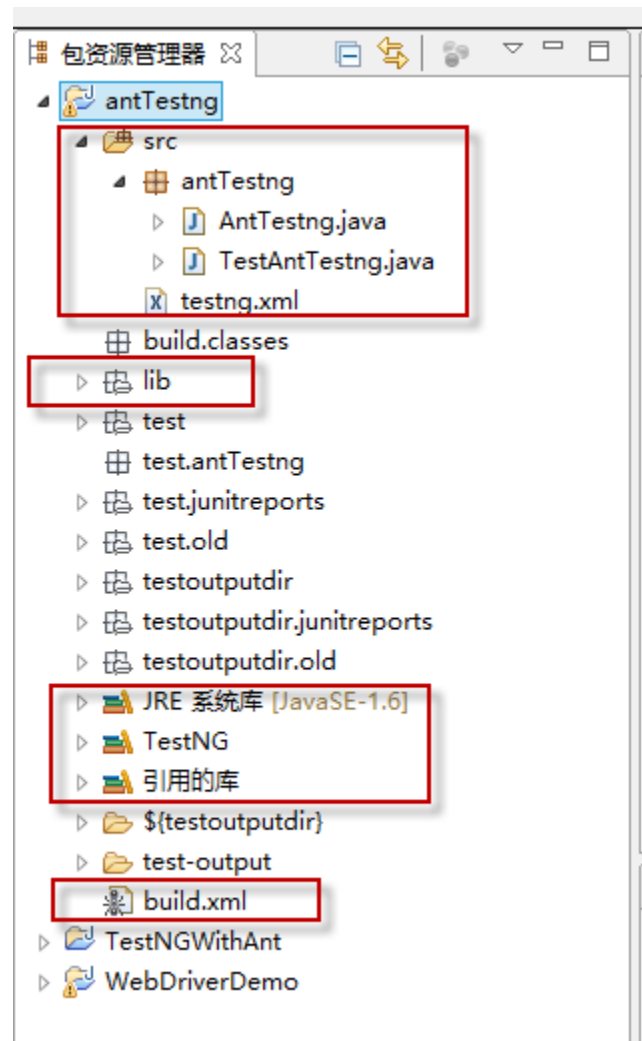 包资源管理器
antTestng
src
antTestng
AntTestng.java
TestAntTestng.java
testng.xml
build.classes
lib
test
test.antTestng
test.junitreports
test.old
testoutputdir
testoutputdir.junitreports
testoutputdir.old
JRE 系统库 [JavaSE-1.6]
TestNG
引用的库
${testoutputdir}
test-output
build.xml
TestNGWithAnt
WebDriverDemo